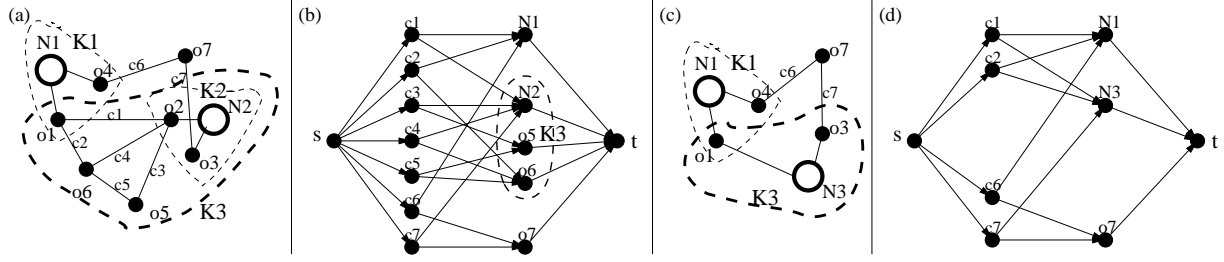 (a)
N1
K1
o4
c6
o7
c7
K2
o2
N2
o1
c1
c2
c4
c3
o3
o6
c5
o5
K3
(b)
c1
N1
c2
c3
N2
s
c4
o5
K3
t
c5
o6
c6
c7
o7
(c)
N1
K1
o7
c6
o4
c7
o3
o1
N3
K3
(d)
c1
N1
c2
N3
s
t
c6
c7
o7